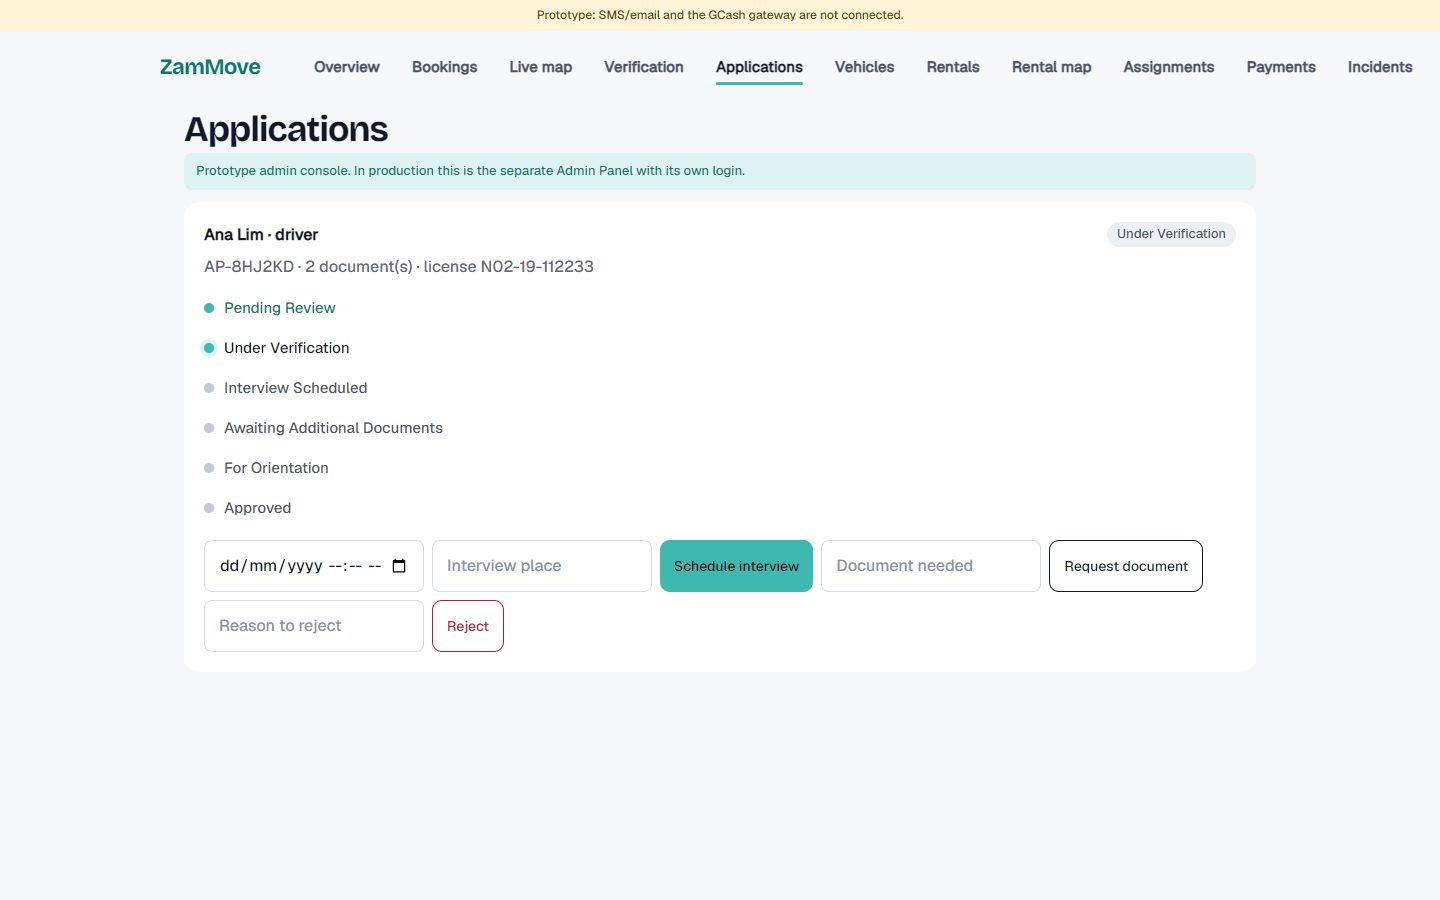 Prototype: SMS/email and the GCash gateway are not connected.
ZamMove Overview Bookings Live map Verification Applications Vehicles Rentals Rental map Assignments Payments Incidents
Applications
Prototype admin console. In production this is the separate Admin Panel with its own login.
Ana Lim · driver Under Verification
AP-8HJ2KD · 2 document(s) · license N02-19-112233
Pending Review
Under Verification
Interview Scheduled
Awaiting Additional Documents
For Orientation
Approved
dd/mm/yyyy --:-- -- Interview place Schedule interview Document needed Request document
Reason to reject Reject